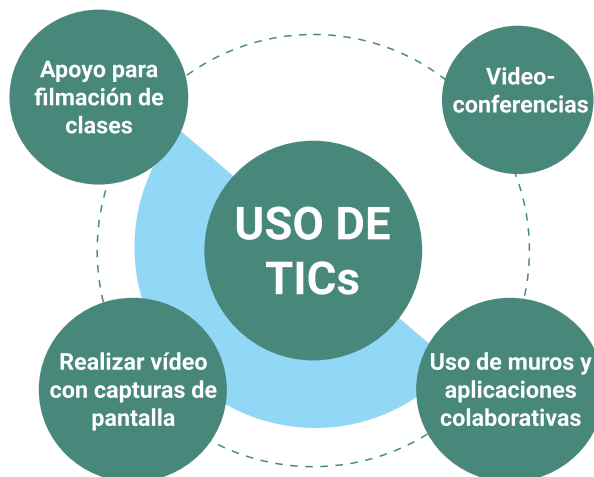 Apoyo para
filmación de
clases
Video-
conferencias
USO DE
TICs
Realizar vídeo
con capturas de
pantalla
Uso de muros y
aplicaciones
colaborativas